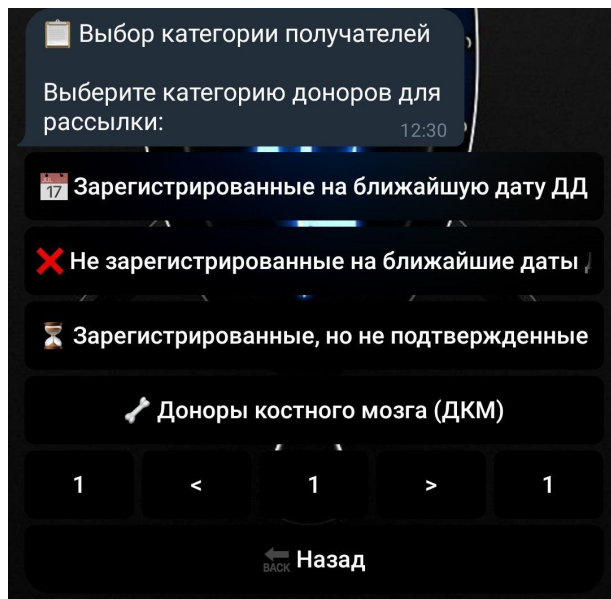 📋 Выбор категории получателей
Выберите категорию доноров для
рассылки:
12:30
📅 Зарегистрированные на ближайшую дату ДД
❌ Не зарегистрированные на ближайшие даты
⏳ Зарегистрированные, но не подтвержденные
🦴 Доноры костного мозга (ДКМ)
1 < 1 > 1
🔙 Назад